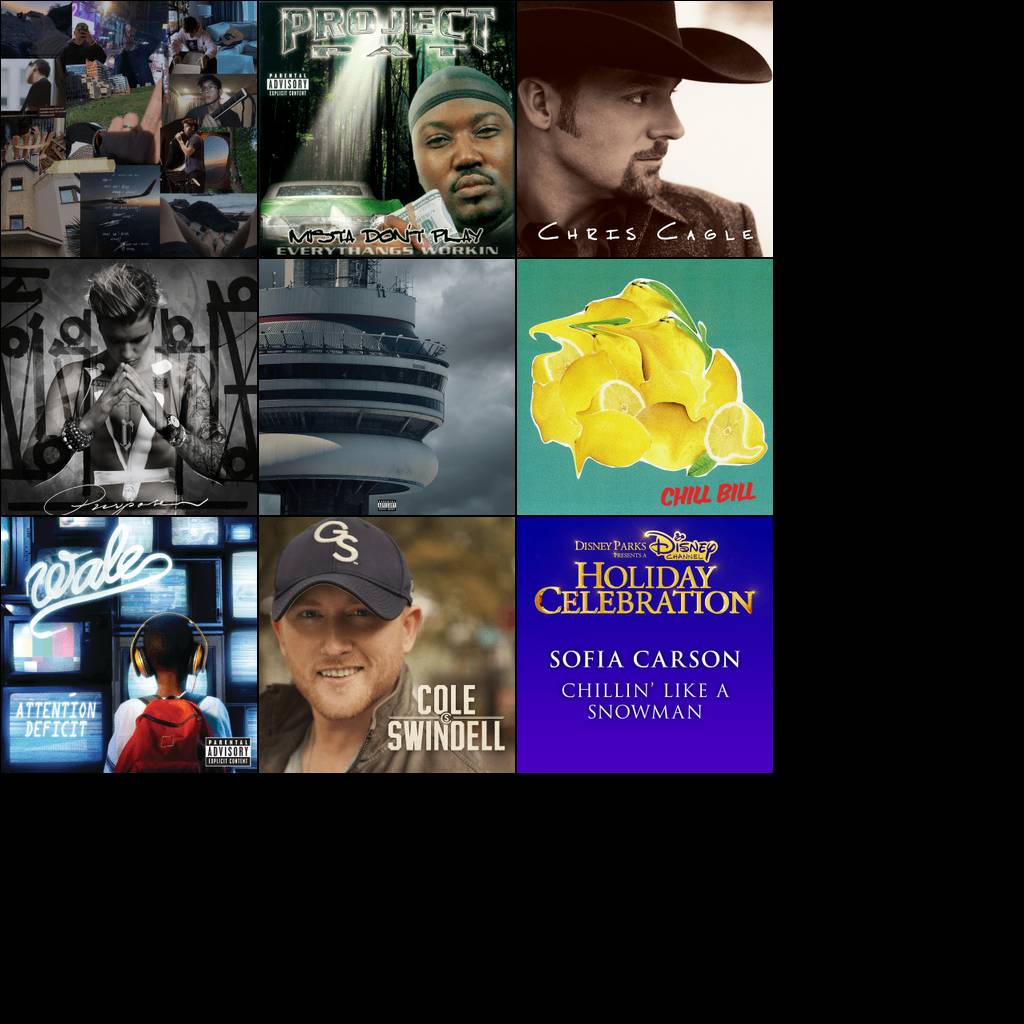 PROJECT
PAT
PARENTAL
ADVISORY
EXPLICIT CONTENT
MISTA DON'T PLAY
EVERYTHANGS WORKIN
CHRIS CAGLE
Purpose
CHILL BILL
Wale
ATTENTION
DEFICIT
PARENTAL
ADVISORY
EXPLICIT CONTENT
GS
COLE
SWINDELL
DISNEY PARKS
PRESENTS A
Disney
CHANNEL
HOLIDAY
CELEBRATION
SOFIA CARSON
CHILLIN' LIKE A
SNOWMAN